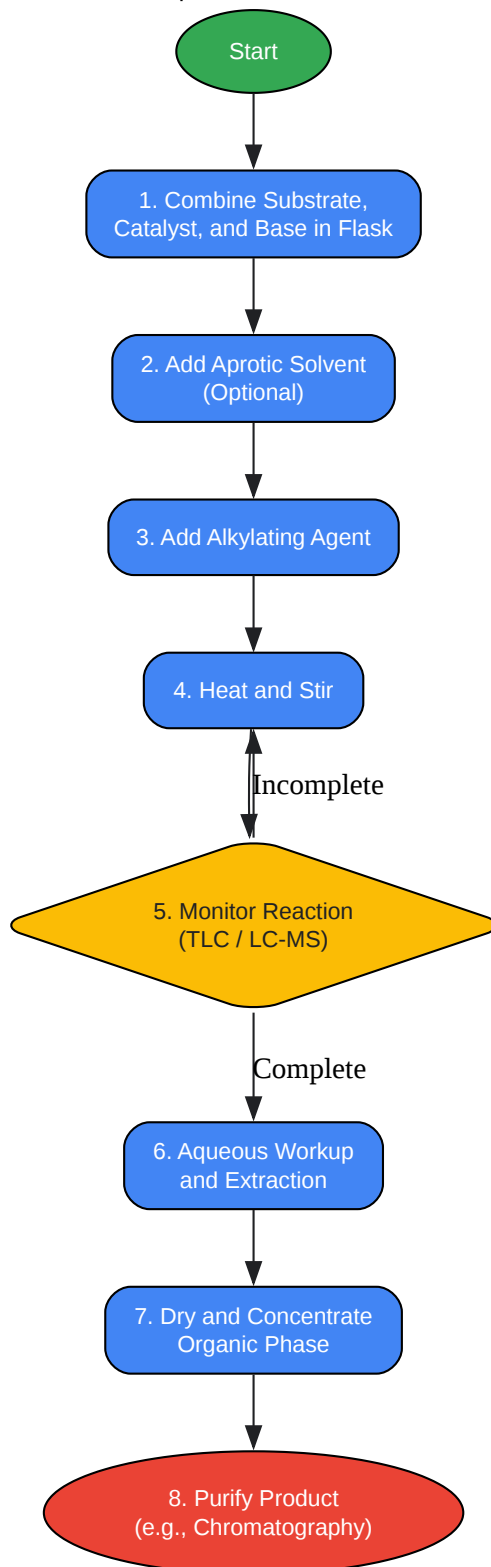 Start
1. Combine Substrate,
Catalyst, and Base in Flask
2. Add Aprotic Solvent
(Optional)
3. Add Alkylating Agent
4. Heat and Stir
Incomplete
5. Monitor Reaction
(TLC / LC-MS)
Complete
6. Aqueous Workup
and Extraction
7. Dry and Concentrate
Organic Phase
8. Purify Product
(e.g., Chromatography)